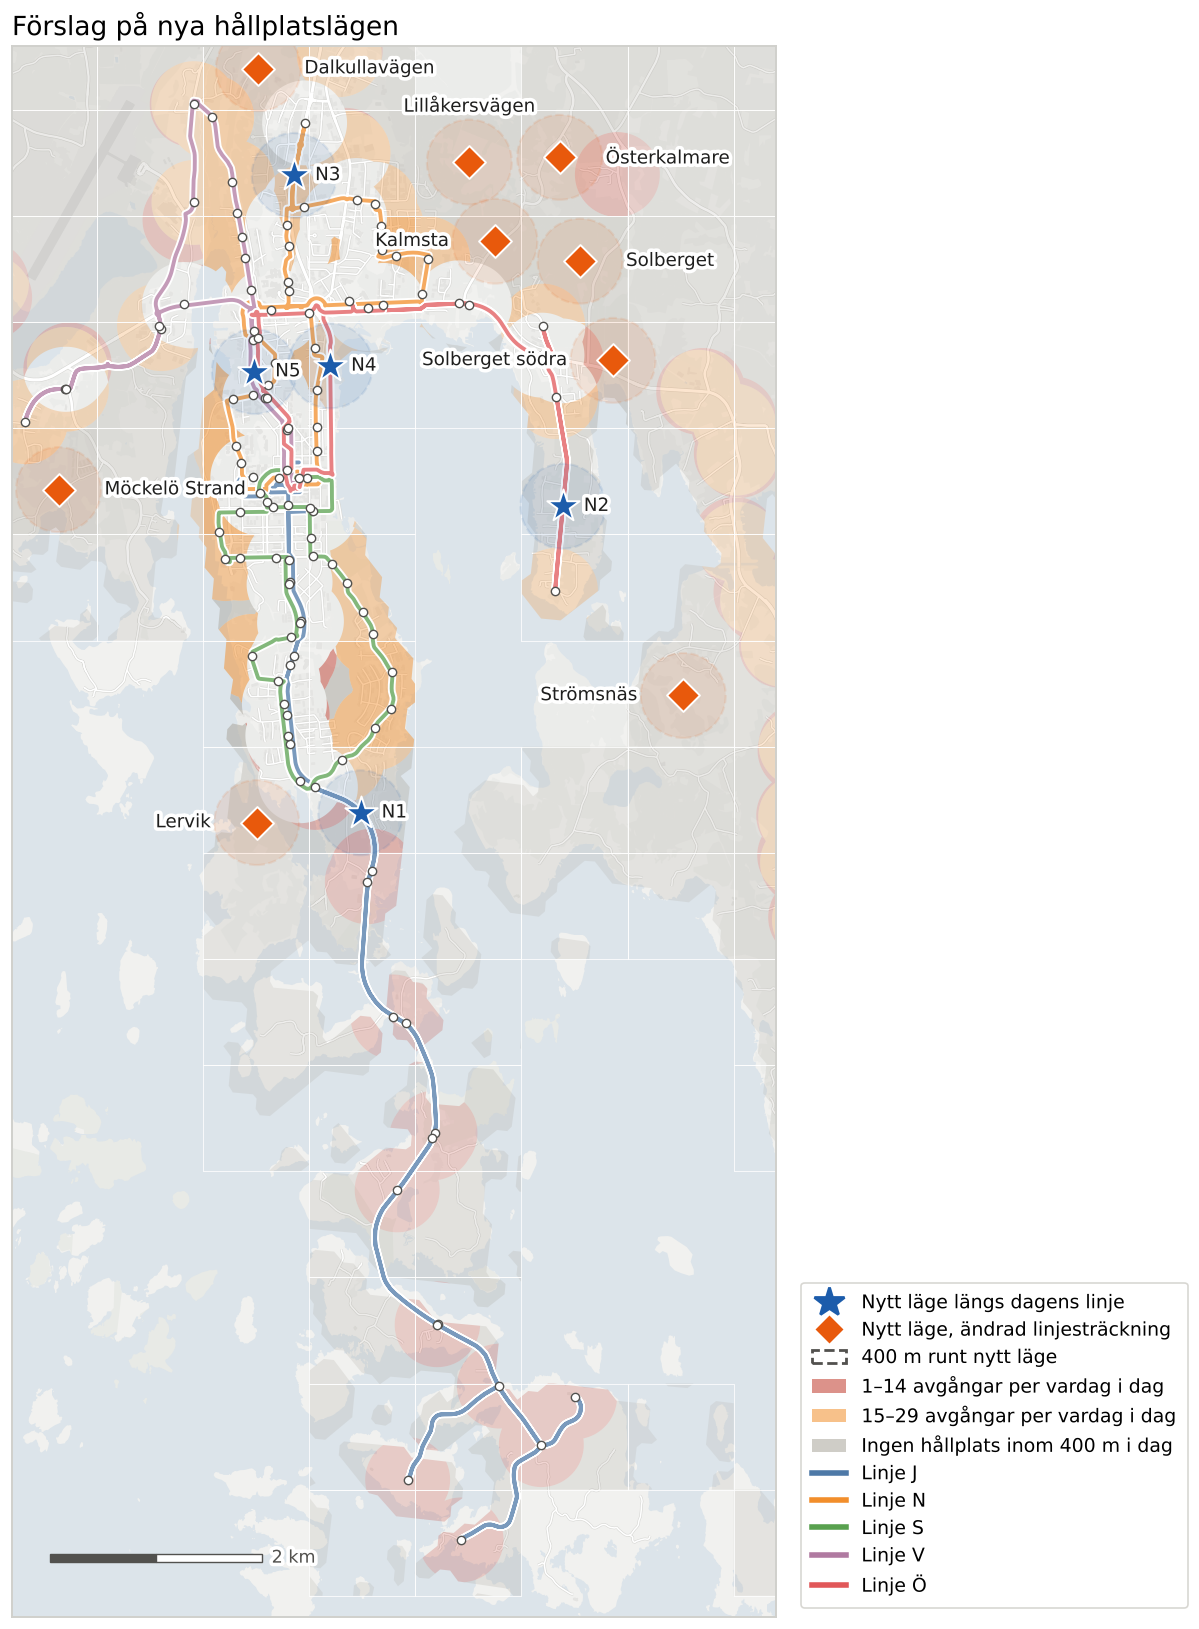 Förslag på nya hållplatslägen
Dalkullavägen
Lillåkersvägen
Österkalmare
N3
Kalmsta
Solberget
Solberget södra
N4
N5
Möckelö Strand
N2
Strömsnäs
N1
Lervik
2 km
Nytt läge längs dagens linje
Nytt läge, ändrad linjesträckning
400 m runt nytt läge
1–14 avgångar per vardag i dag
15–29 avgångar per vardag i dag
Ingen hållplats inom 400 m i dag
Linje J
Linje N
Linje S
Linje V
Linje Ö